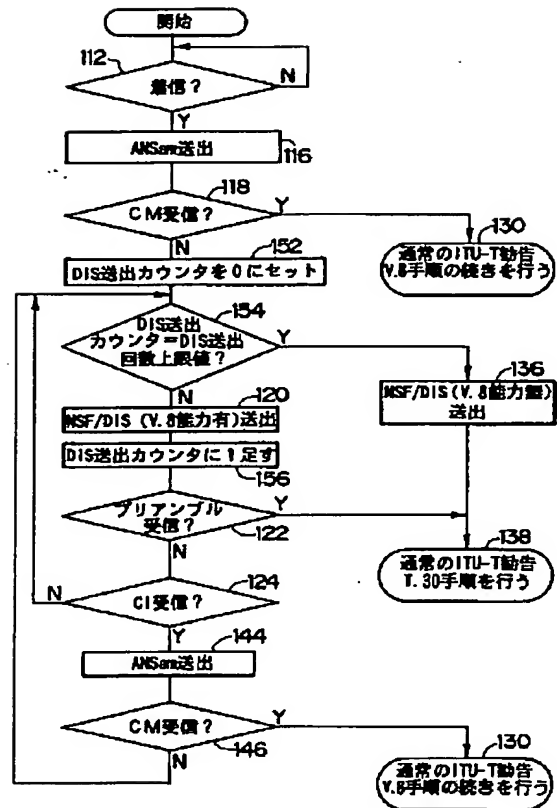 開始
112
着信？
N
Y
ANSam送出
116
118
CM受信？
Y
N
130
通常のITU-T勧告
V.8手順の続きを行う
152
DIS送出カウンタを0にセット
154
DIS送出
カウンタ=DIS送出
回数上限値？
Y
N
136
NSF/DIS(V.8能力無)
送出
120
NSF/DIS (V.8能力有)送出
DIS送出カウンタに1足す
156
プリアンブル
受信？
Y
122
N
138
通常のITU-T勧告
T.30手順を行う
124
N
CI受信？
Y
144
ANSam送出
CM受信？
Y
146
N
130
通常のITU-T勧告
V.8手順の続きを行う